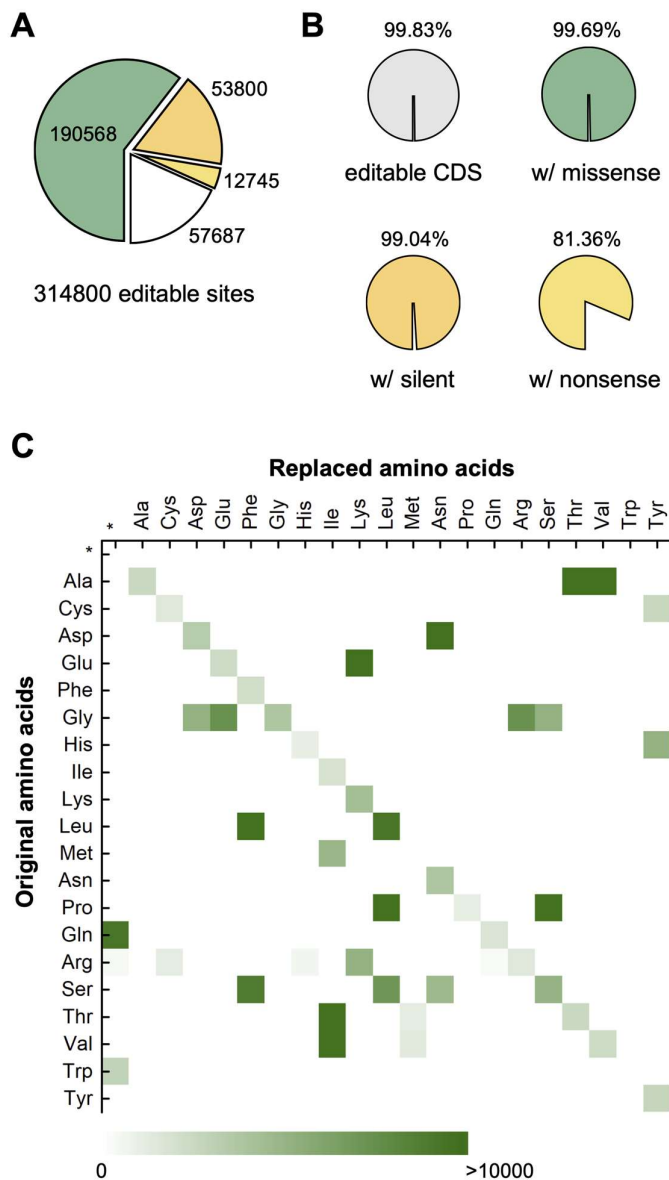 A
190568
53800
12745
57687
314800 editable sites
B
99.83%
99.69%
editable CDS
w/ missense
99.04%
81.36%
w/ silent
w/ nonsense
C
Replaced amino acids
* Ala Cys Asp Glu Phe Gly His Ile Lys Leu Met Asn Pro Gln Arg Ser Thr Val Trp Tyr
Original amino acids
*
Ala
Cys
Asp
Glu
Phe
Gly
His
Ile
Lys
Leu
Met
Asn
Pro
Gln
Arg
Ser
Thr
Val
Trp
Tyr
0 >10000